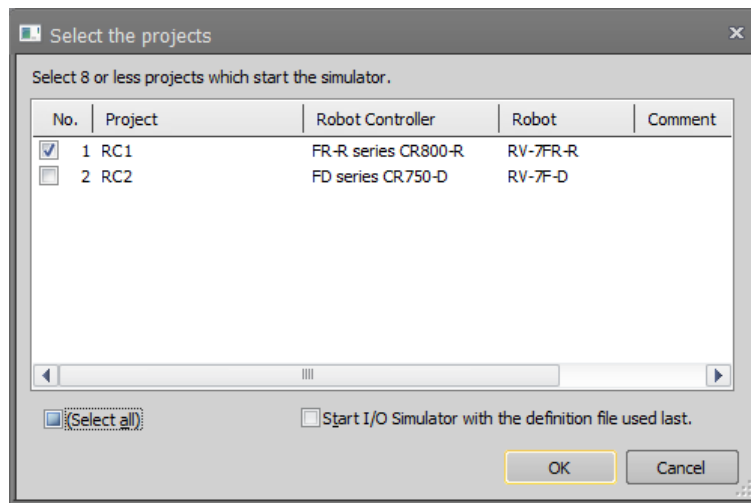 Select the projects
Select 8 or less projects which start the simulator.
No. Project Robot Controller Robot Comment
1 RC1 FR-R series CR800-R RV-7FR-R
2 RC2 FD series CR750-D RV-7F-D
(Select all) Start I/O Simulator with the definition file used last.
OK Cancel